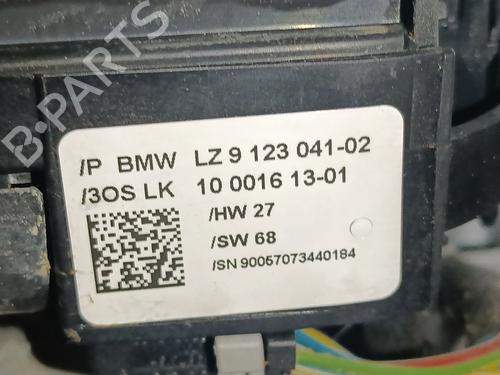 B-PARTS
/P BMW LZ 9 123 041-02
/3OS LK 10 0016 13-01
/HW 27
/SW 68
/SN 90057073440184